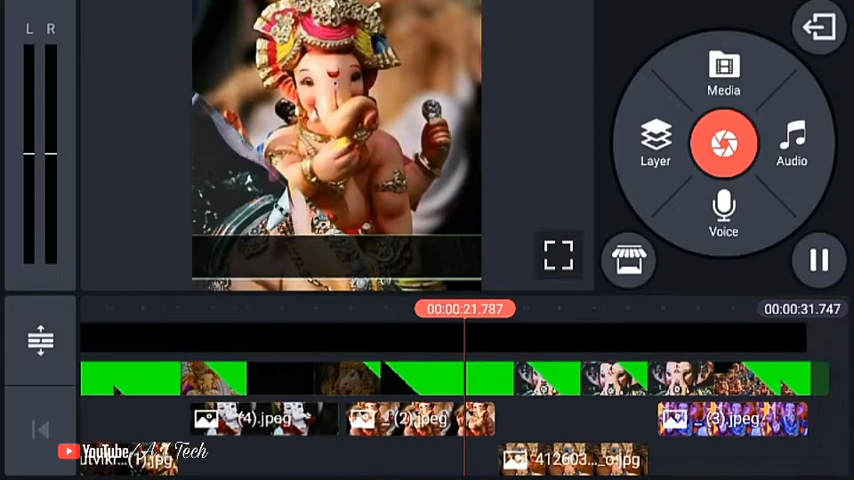 L R
Media
Layer
Audio
Voice
00:00:21.787
00:00:31.747
(4).jpeg
_ (2).jpeg
_ (3).jpeg
YouTube/A.J Tech
(1).jpg
412603..._o.jpg